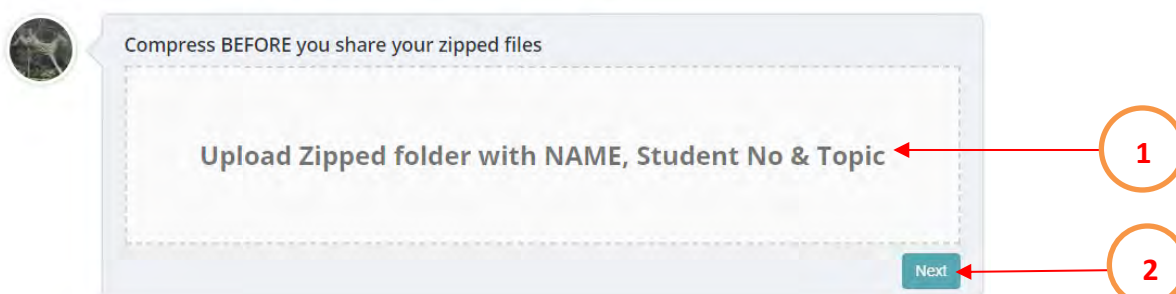 Compress BEFORE you share your zipped files
Upload Zipped folder with NAME, Student No & Topic
1
Next
2